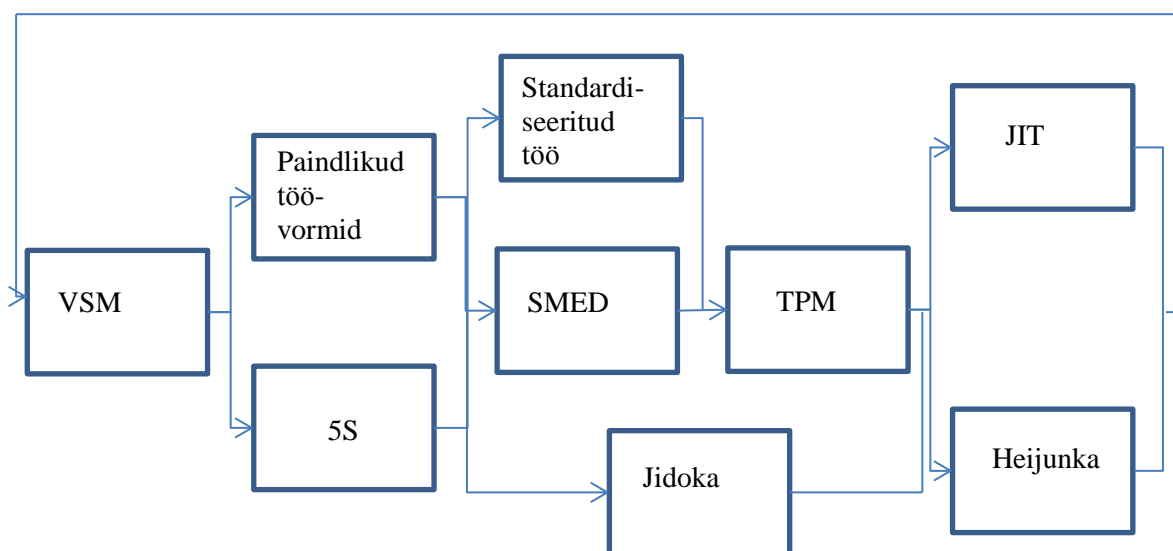 VSM
Paindlikud
töö-
vormid
5S
Standardi-
seeritud
töö
SMED
Jidoka
TPM
JIT
Heijunka